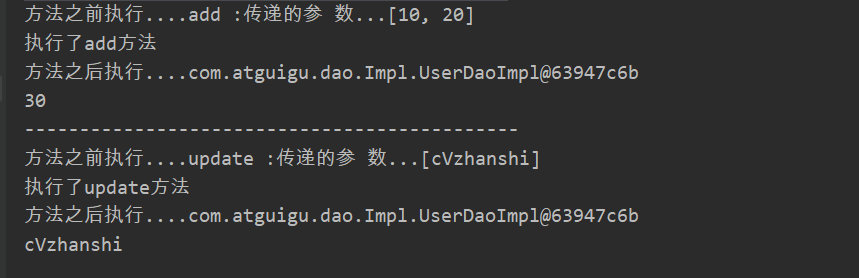 方法之前执行....add :传递的参 数...[10, 20]
执行了add方法
方法之后执行....com.atguigu.dao.Impl.UserDaoImpl@63947c6b
30
---------------------------------------------
方法之前执行....update :传递的参 数...[cVzhanshi]
执行了update方法
方法之后执行....com.atguigu.dao.Impl.UserDaoImpl@63947c6b
cVzhanshi